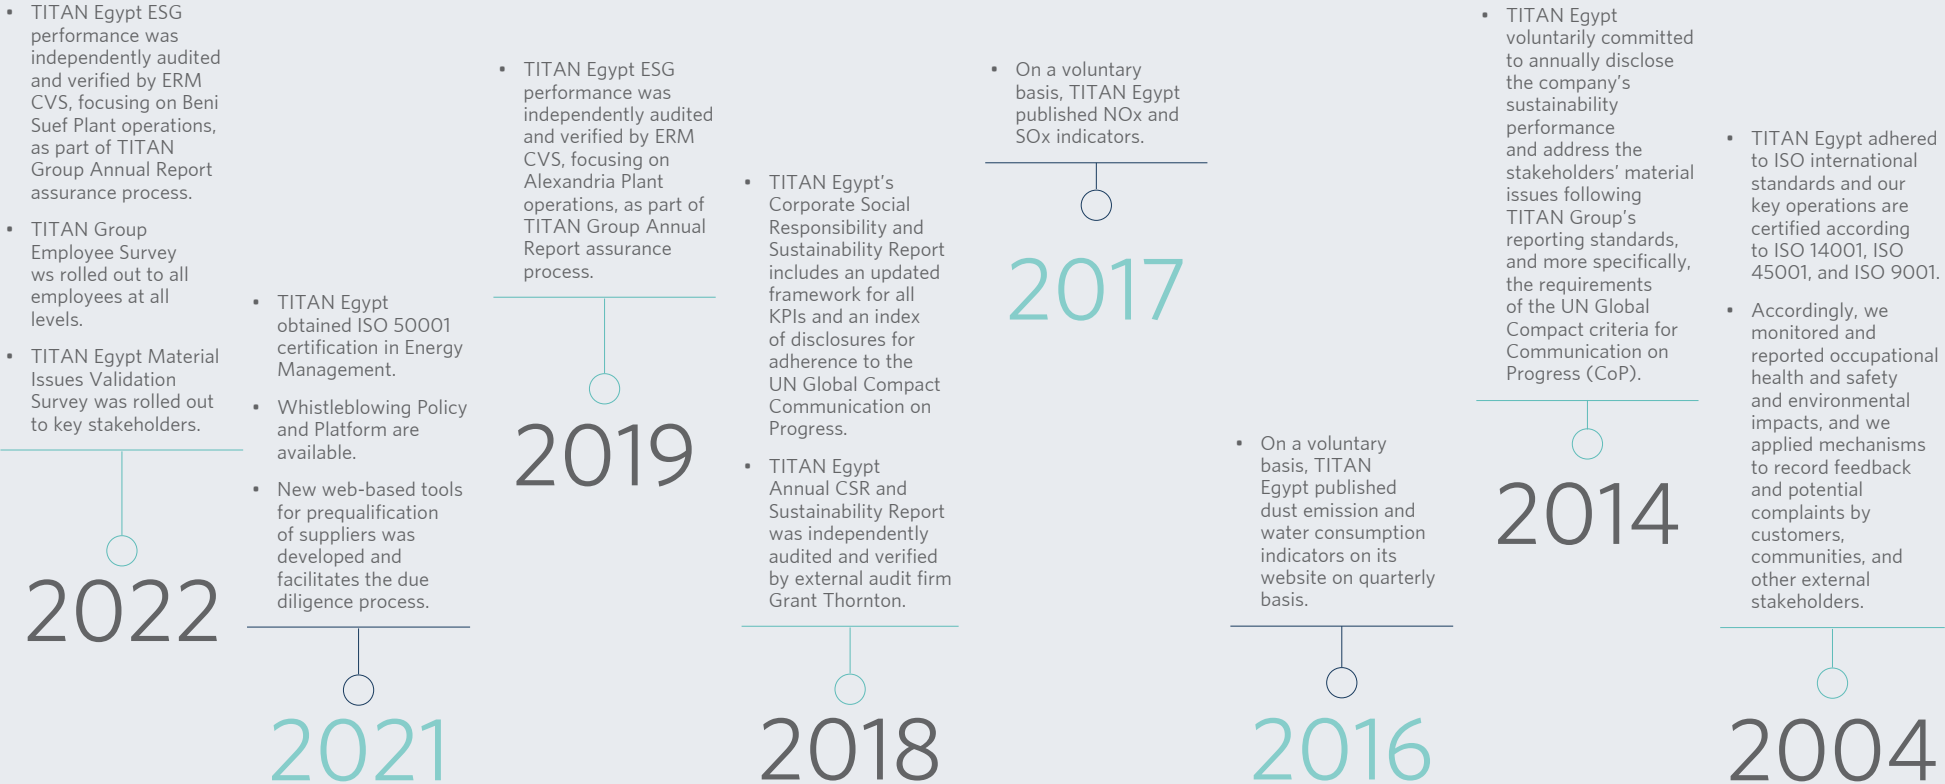 • TITAN Egypt ESG
performance was
independently audited
and verified by ERM
CVS, focusing on Beni
Suef Plant operations,
as part of TITAN
Group Annual Report
assurance process.
• TITAN Group
Employee Survey
ws rolled out to all
employees at all
levels.
• TITAN Egypt Material
Issues Validation
Survey was rolled out
to key stakeholders.
2022
• TITAN Egypt
obtained ISO 50001
certification in Energy
Management.
• Whistleblowing Policy
and Platform are
available.
• New web-based tools
for prequalification
of suppliers was
developed and
facilitates the due
diligence process.
2021
• TITAN Egypt ESG
performance was
independently audited
and verified by ERM
CVS, focusing on
Alexandria Plant
operations, as part of
TITAN Group Annual
Report assurance
process.
2019
• TITAN Egypt’s
Corporate Social
Responsibility and
Sustainability Report
includes an updated
framework for all
KPIs and an index
of disclosures for
adherence to the
UN Global Compact
Communication on
Progress.
• TITAN Egypt
Annual CSR and
Sustainability Report
was independently
audited and verified
by external audit firm
Grant Thornton.
2018
• On a voluntary
basis, TITAN Egypt
published NOx and
SOx indicators.
2017
• On a voluntary
basis, TITAN
Egypt published
dust emission and
water consumption
indicators on its
website on quarterly
basis.
2016
• TITAN Egypt
voluntarily committed
to annually disclose
the company’s
sustainability
performance
and address the
stakeholders’ material
issues following
TITAN Group’s
reporting standards,
and more specifically,
the requirements
of the UN Global
Compact criteria for
Communication on
Progress (CoP).
2014
• TITAN Egypt adhered
to ISO international
standards and our
key operations are
certified according
to ISO 14001, ISO
45001, and ISO 9001.
• Accordingly, we
monitored and
reported occupational
health and safety
and environmental
impacts, and we
applied mechanisms
to record feedback
and potential
complaints by
customers,
communities, and
other external
stakeholders.
2004